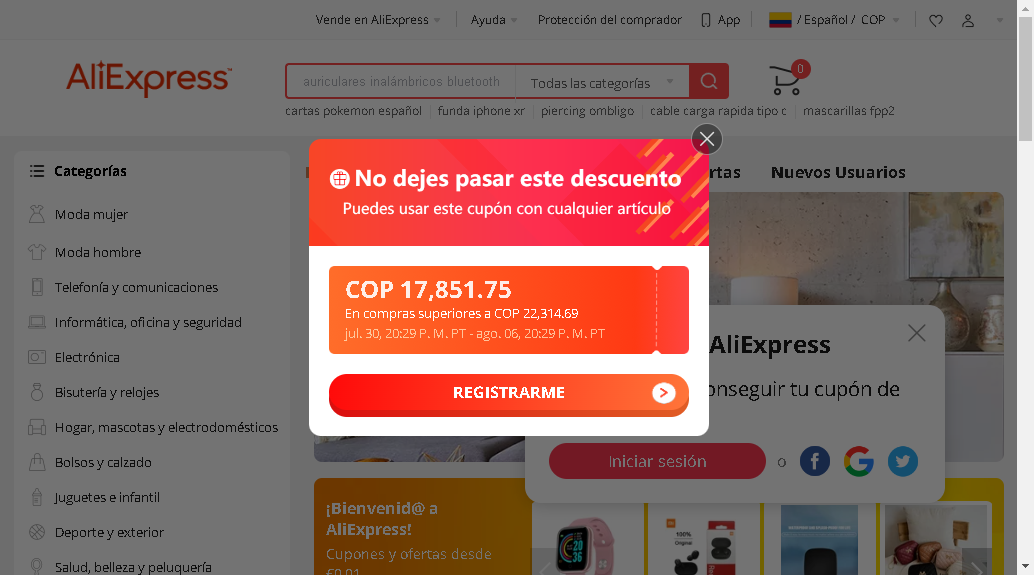 Vende en AliExpress
Ayuda
Protección del comprador
App
/ Español / COP
AliExpress
auriculares inalámbricos bluetooth
Todas las categorías
0
cartas pokemon español
funda iphone xr
piercing ombligo
cable carga rapida tipo c
mascarillas fpp2
Categorías
Moda mujer
Moda hombre
Telefonía y comunicaciones
Informática, oficina y seguridad
Electrónica
Bisutería y relojes
Hogar, mascotas y electrodomésticos
Bolsos y calzado
Juguetes e infantil
Deporte y exterior
Salud, belleza y peluquería
rtas
Nuevos Usuarios
No dejes pasar este descuento
Puedes usar este cupón con cualquier artículo
COP 17,851.75
En compras superiores a COP 22,314.69
jul. 30, 20:29 P. M. PT - ago. 06, 20:29 P. M. PT
REGISTRARME
AliExpress
onseguir tu cupón de
Iniciar sesión
o
¡Bienvenid@ a
AliExpress!
Cupones y ofertas desde
€0,01
100%